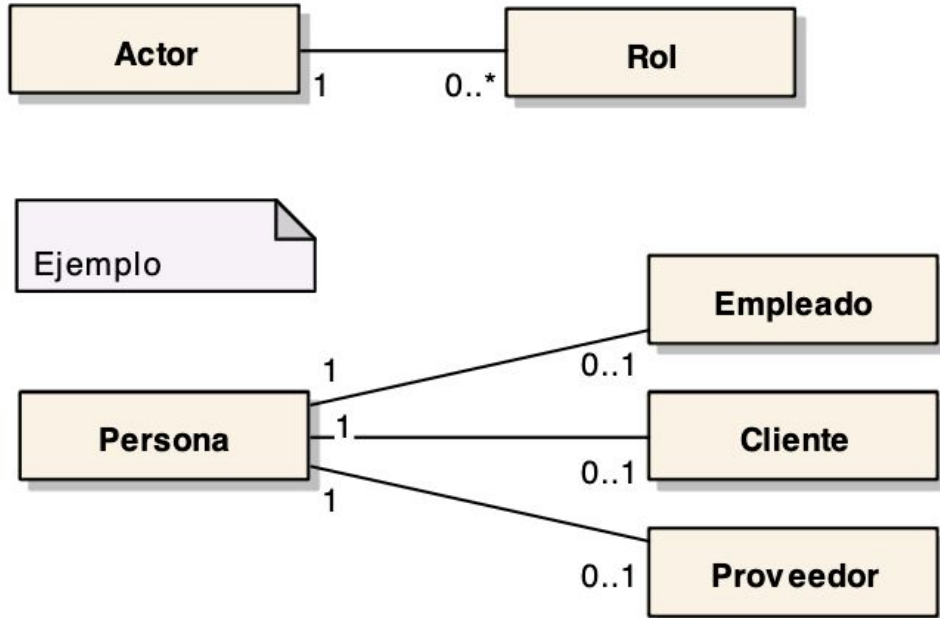 Actor
Rol
1
0..*
Ejemplo
Empleado
1
0..1
Persona
1
Cliente
0..1
1
0..1
Proveedor